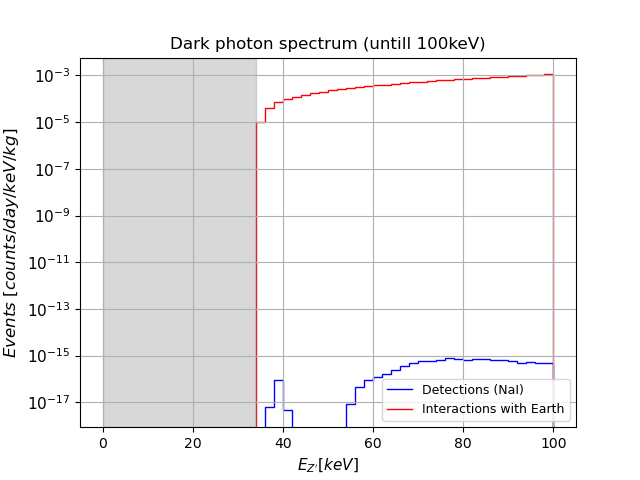 Dark photon spectrum (untill 100keV)
Events [counts/day/keV/kg]
10⁻³
10⁻⁵
10⁻⁷
10⁻⁹
10⁻¹¹
10⁻¹³
10⁻¹⁵
10⁻¹⁷
Detections (NaI)
Interactions with Earth
0 20 40 60 80 100
E_{Z'}[keV]